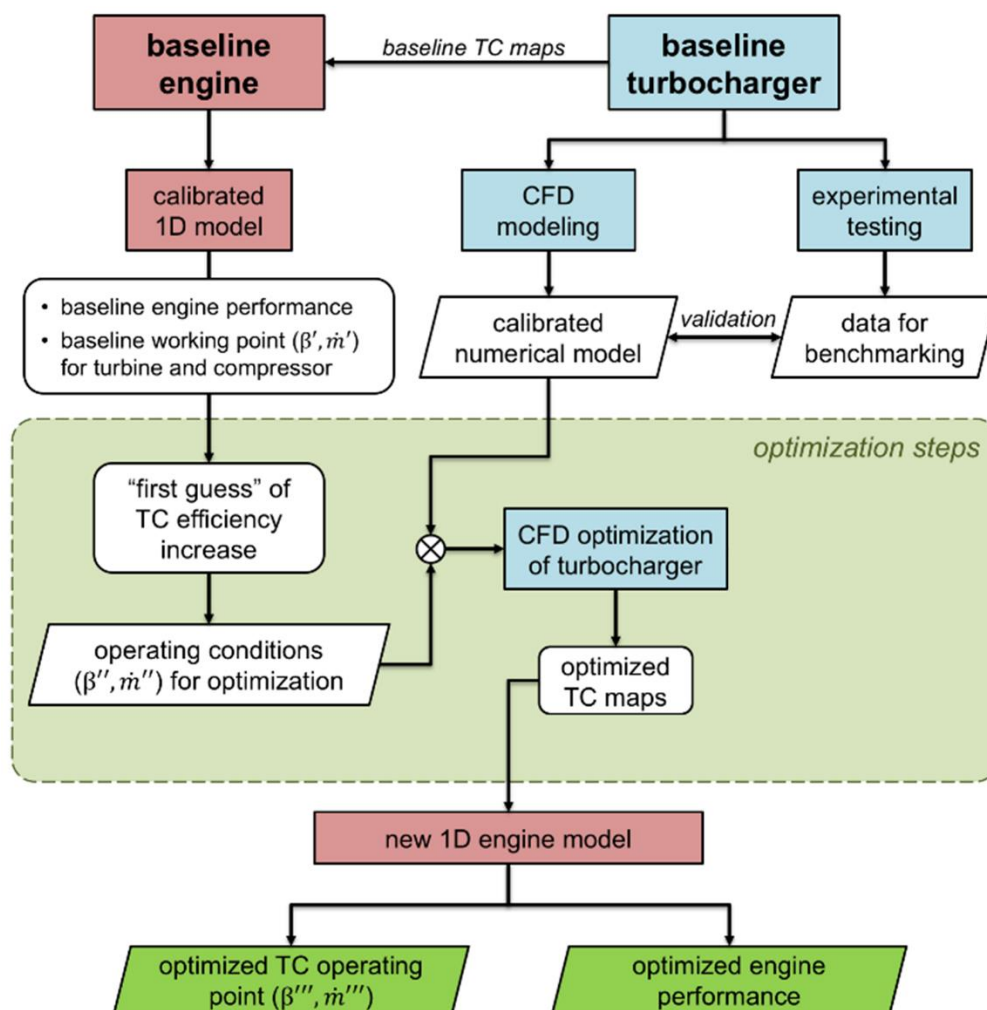 baseline
engine
baseline TC maps
baseline
turbocharger
calibrated
1D model
CFD
modeling
experimental
testing
• baseline engine performance
• baseline working point (β′, ṁ′)
for turbine and compressor
calibrated
numerical model
validation
data for
benchmarking
optimization steps
“first guess” of
TC efficiency
increase
CFD optimization
of turbocharger
operating conditions
(β′′, ṁ′′) for optimization
optimized
TC maps
new 1D engine model
optimized TC operating
point (β′′′, ṁ′′′)
optimized engine
performance